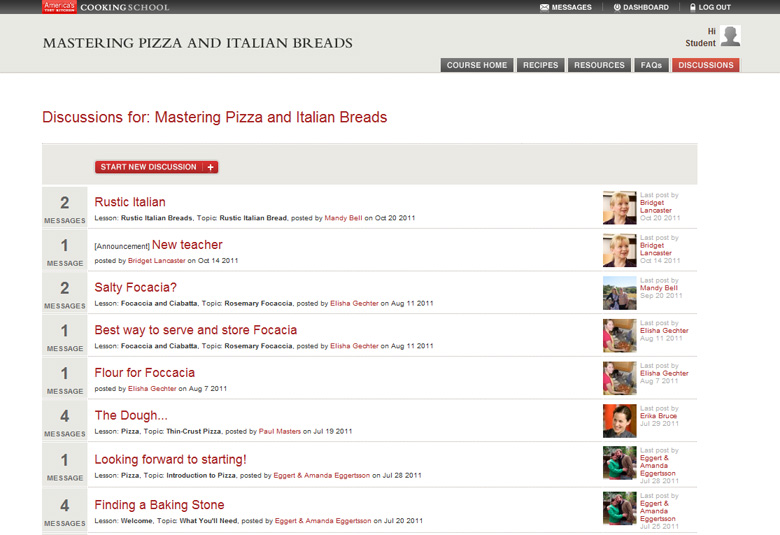 America's
TEST KITCHEN
COOKING SCHOOL
MESSAGES
DASHBOARD
LOG OUT
MASTERING PIZZA AND ITALIAN BREADS
Hi
Student
COURSE HOME
RECIPES
RESOURCES
FAQs
DISCUSSIONS
Discussions for: Mastering Pizza and Italian Breads
START NEW DISCUSSION +
2
MESSAGES
Rustic Italian
Lesson: Rustic Italian Breads, Topic: Rustic Italian Bread, posted by Mandy Bell on Oct 20 2011
Last post by
Bridget
Lancaster
Oct 20 2011
1
MESSAGE
[Announcement] New teacher
posted by Bridget Lancaster on Oct 14 2011
Last post by
Bridget
Lancaster
Oct 14 2011
2
MESSAGES
Salty Focacia?
Lesson: Focaccia and Ciabatta, Topic: Rosemary Focaccia, posted by Elisha Gechter on Aug 11 2011
Last post by
Mandy Bell
Sep 20 2011
1
MESSAGE
Best way to serve and store Focacia
Lesson: Focaccia and Ciabatta, Topic: Rosemary Focaccia, posted by Elisha Gechter on Aug 11 2011
Last post by
Elisha Gechter
Aug 11 2011
1
MESSAGE
Flour for Foccacia
posted by Elisha Gechter on Aug 7 2011
Last post by
Elisha Gechter
Aug 7 2011
4
MESSAGES
The Dough...
Lesson: Pizza, Topic: Thin-Crust Pizza, posted by Paul Masters on Jul 19 2011
Last post by
Erika Bruce
Jul 29 2011
1
MESSAGE
Looking forward to starting!
Lesson: Pizza, Topic: Introduction to Pizza, posted by Eggert & Amanda Eggertsson on Jul 28 2011
Last post by
Eggert &
Amanda
Eggertsson
Jul 28 2011
4
MESSAGES
Finding a Baking Stone
Lesson: Welcome, Topic: What You'll Need, posted by Eggert & Amanda Eggertsson on Jul 20 2011
Last post by
Eggert &
Amanda
Eggertsson
Jul 25 2011